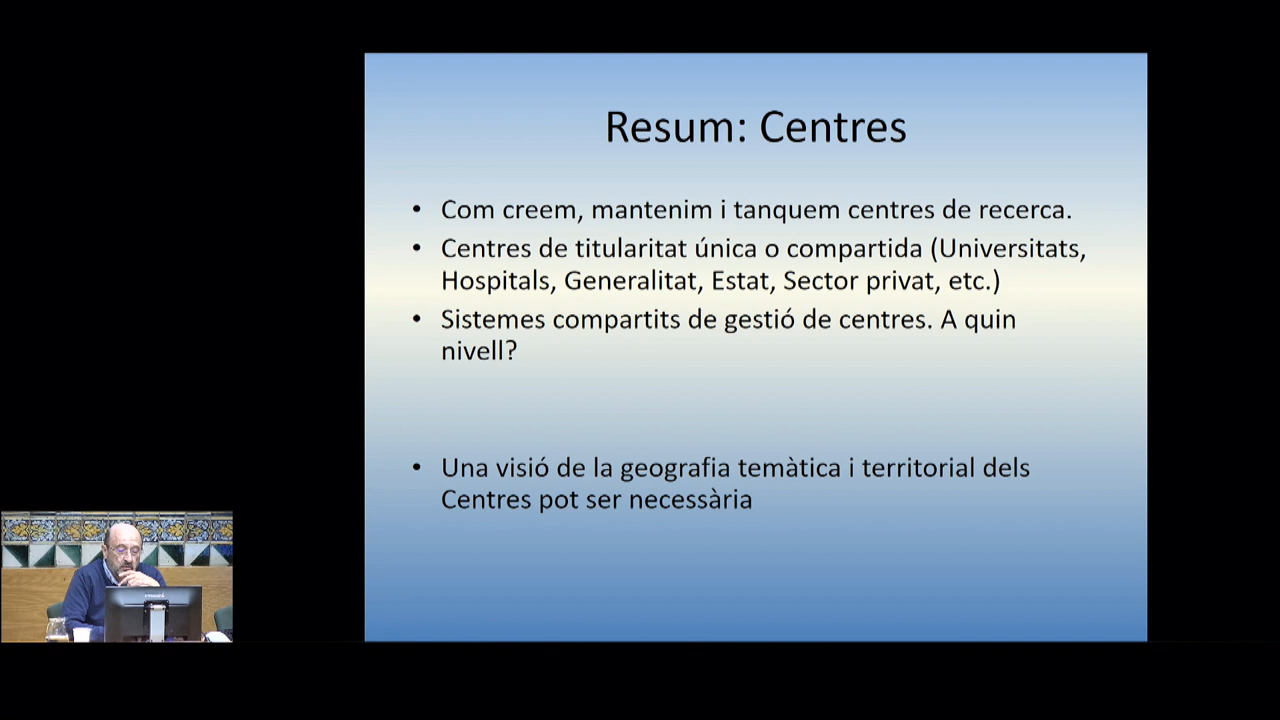 Resum: Centres
• Com creem, mantenim i tanquem centres de recerca.
• Centres de titularitat única o compartida (Universitats,
Hospitals, Generalitat, Estat, Sector privat, etc.)
• Sistemes compartits de gestió de centres. A quin
nivell?
• Una visió de la geografia temàtica i territorial dels
Centres pot ser necessària